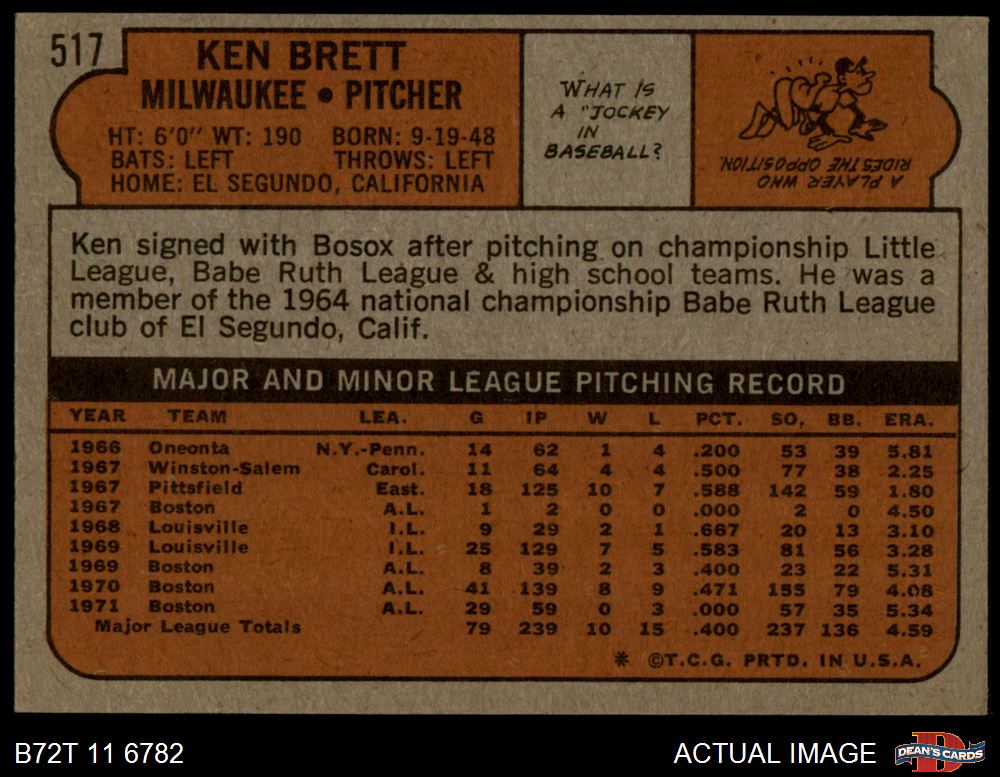 517
KEN BRETT
MILWAUKEE • PITCHER
HT: 6'0" WT: 190 BORN: 9-19-48
BATS: LEFT THROWS: LEFT
HOME: EL SEGUNDO, CALIFORNIA
WHAT IS
A "JOCKEY
IN
BASEBALL?
A PLAYER WHO
RIDES THE OPPOSITION.
Ken signed with Bosox after pitching on championship Little
League, Babe Ruth League & high school teams. He was a
member of the 1964 national championship Babe Ruth League
club of El Segundo, Calif.
MAJOR AND MINOR LEAGUE PITCHING RECORD
YEAR TEAM LEA. G IP W L PCT. SO, BB. ERA.
1966 Oneonta N.Y.-Penn. 14 62 1 4 .200 53 39 5.81
1967 Winston-Salem Carol. 11 64 4 4 .500 77 38 2.25
1967 Pittsfield East. 18 125 10 7 .588 142 59 1.80
1967 Boston A.L. 1 2 0 0 .000 2 0 4.50
1968 Louisville I.L. 9 29 2 1 .667 20 13 3.10
1969 Louisville I.L. 25 129 7 5 .583 81 56 3.28
1969 Boston A.L. 8 39 2 3 .400 23 22 5.31
1970 Boston A.L. 41 139 8 9 .471 155 79 4.08
1971 Boston A.L. 29 59 0 3 .000 57 35 5.34
Major League Totals 79 239 10 15 .400 237 136 4.59
* ©T.C.G. PRTD. IN U.S.A.
B72T 11 6782
ACTUAL IMAGE
D
DEAN'S CARDS